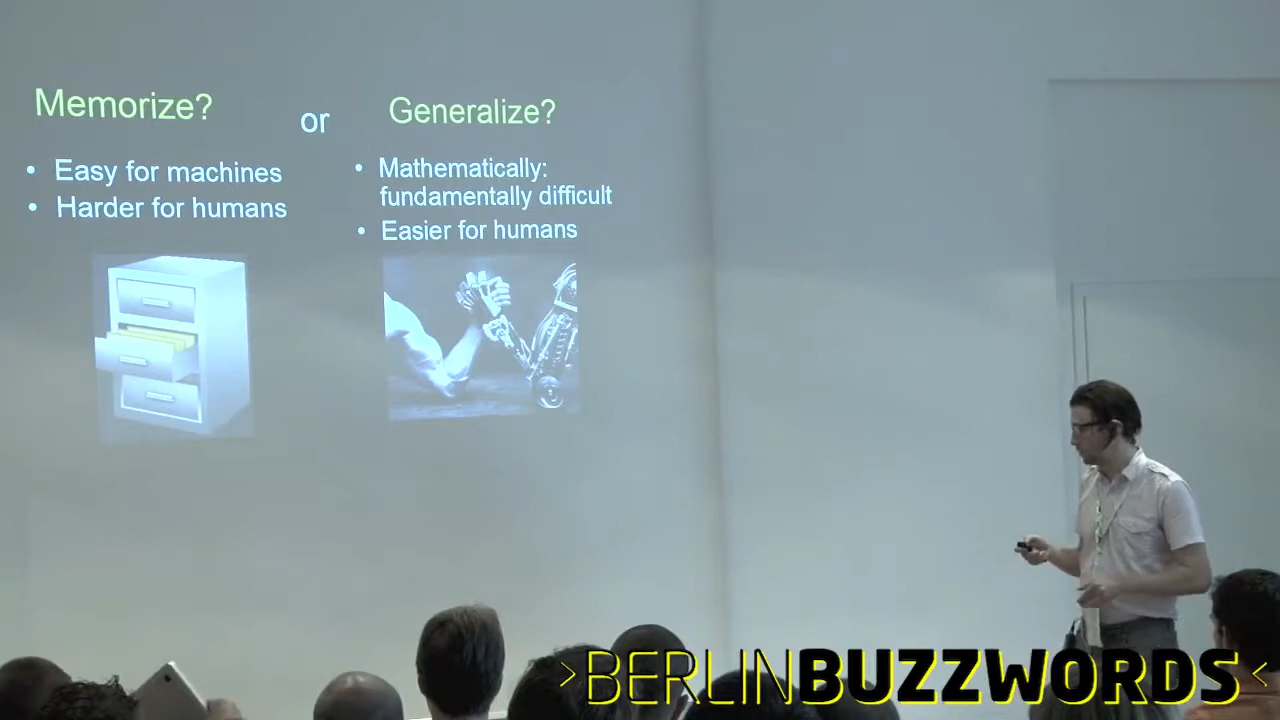 Memorize?
or
Generalize?
• Easy for machines
• Harder for humans
• Mathematically:
fundamentally difficult
• Easier for humans
>BERLINBUZZWORDS<